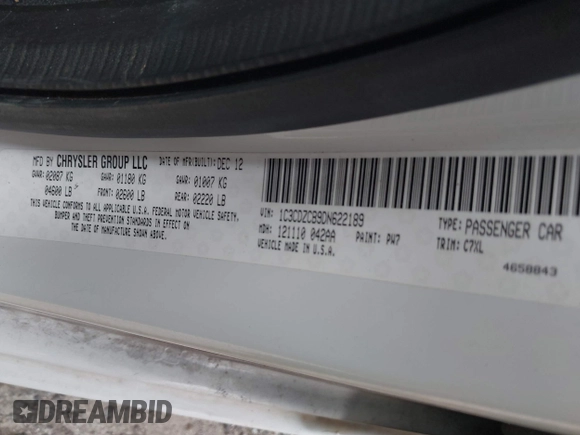 MFD BY CHRYSLER GROUP LLC DATE OF MFR(BUILT): DEC 12
GVWR: 02087 KG GAWR: 01180 KG GAWR: 01007 KG
04600 LB FRONT: 02600 LB REAR: 02220 LB
THIS VEHICLE CONFORMS TO ALL APPLICABLE U.S.A. FEDERAL MOTOR VEHICLE SAFETY,
BUMPER AND THEFT PREVENTION STANDARDS IN EFFECT ON
THE DATE OF MANUFACTURE SHOWN ABOVE.
VIN: 1C3CDZCB9DN622189 TYPE: PASSENGER CAR
MDH: 121110 042AA PAINT: PW7 TRIM: C7XL
VEHICLE MADE IN U.S.A. 4658843
DREAMBID